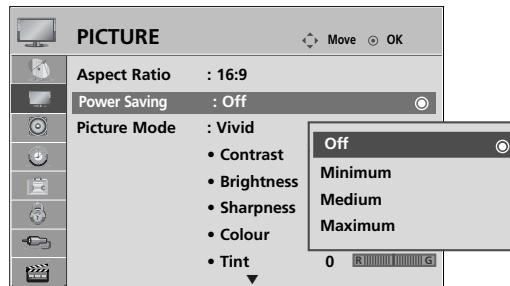 PICTURE Move OK
Aspect Ratio : 16:9
Power Saving : Off
Picture Mode : Vivid
• Contrast
• Brightness
• Sharpness
• Colour
• Tint 0 R G
Off
Minimum
Medium
Maximum